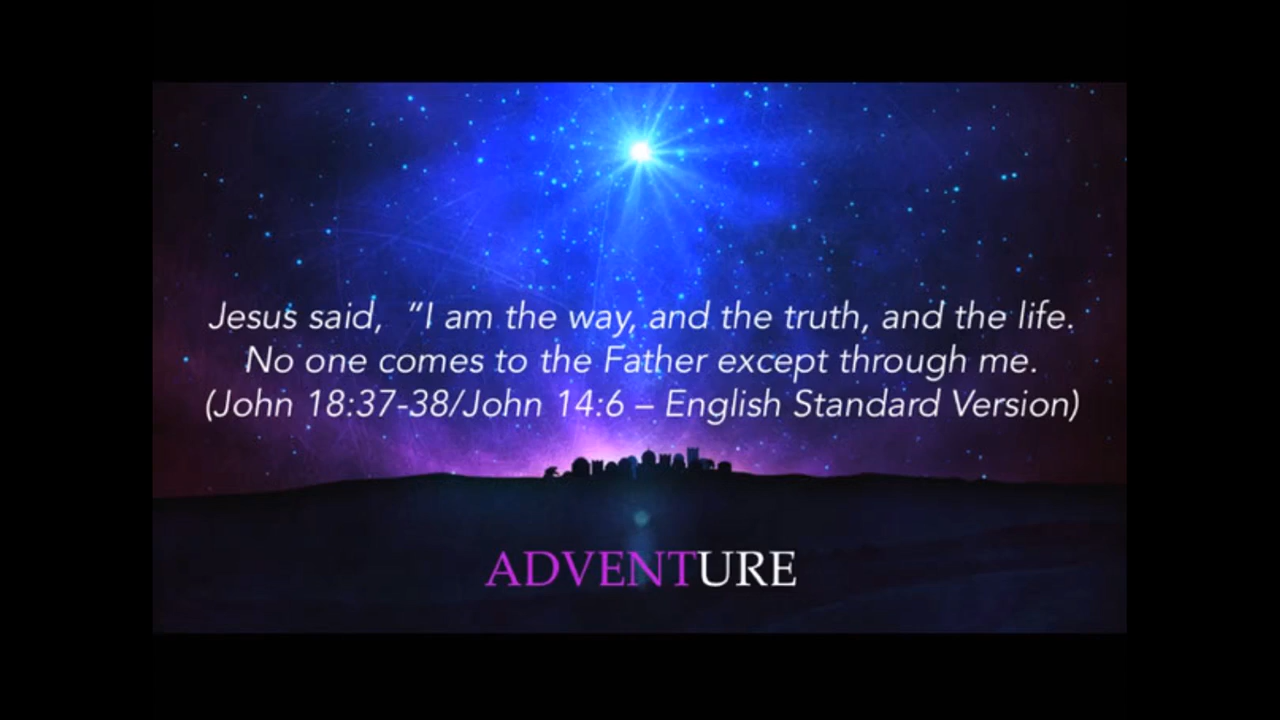 Jesus said,  “I am the way, and the truth, and the life.
No one comes to the Father except through me.
(John 18:37-38/John 14:6 – English Standard Version)
ADVENTURE